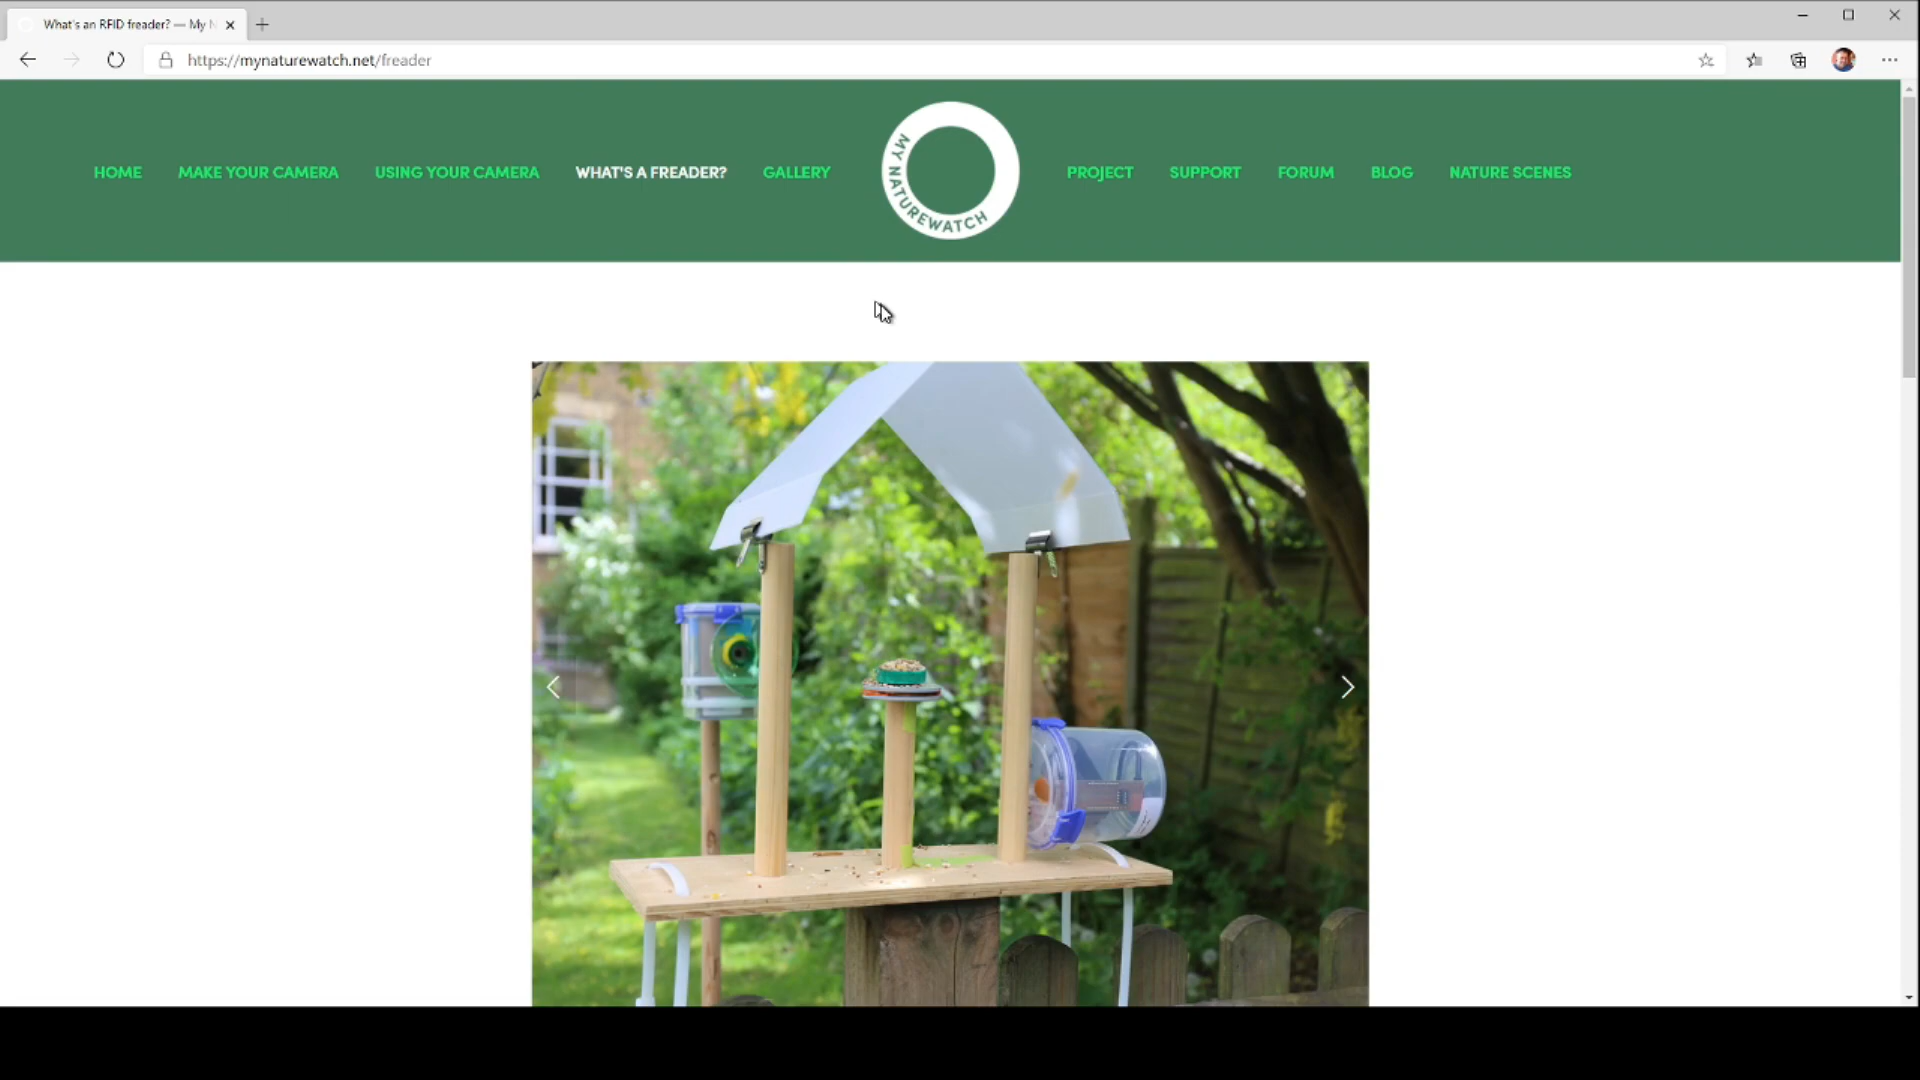 What's an RFID freader? — My N
https://mynaturewatch.net/freader
HOME MAKE YOUR CAMERA USING YOUR CAMERA WHAT'S A FREADER? GALLERY MY NATUREWATCH PROJECT SUPPORT FORUM BLOG NATURE SCENES